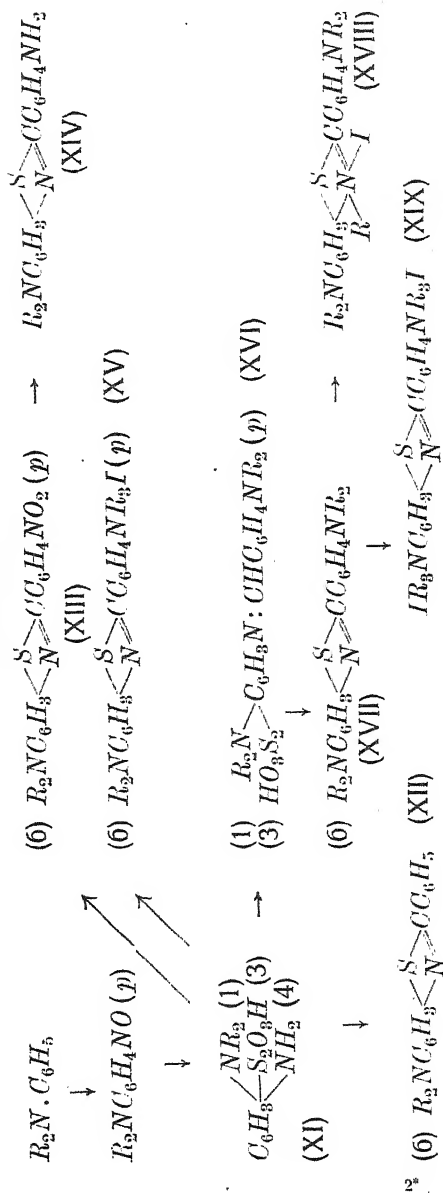 R₂N·C₆H₅
↓
R₂NC₆H₄NO (p)
↓
C₆H₃ NR₂ (1)
S₂O₃H (3)
NH₂ (4)
(XI)
↓
(6) R₂NC₆H₃<S/N>CC₆H₅ (XII)
(6) R₂NC₆H₃<S/N>CC₆H₄NO₂ (p) → R₂NC₆H₃<S/N>CC₆H₄NH₂
(XIII) (XIV)
(6) R₂NC₆H₃<S/N>CC₆H₄NR₃I (p) (XV)
→
(1) R₂N
(3) HO₃S₂ >C₆H₃N : CHC₆H₄NR₂ (p) (XVI)
↓
(6) R₂NC₆H₃<S/N>CC₆H₄NR₂ → R₂NC₆H₃<S/N>CC₆H₄NR₂
(XVII) R I (XVIII)
↓
IR₃NC₆H₃<S/N>CC₆H₄NR₃I (XIX)
2*